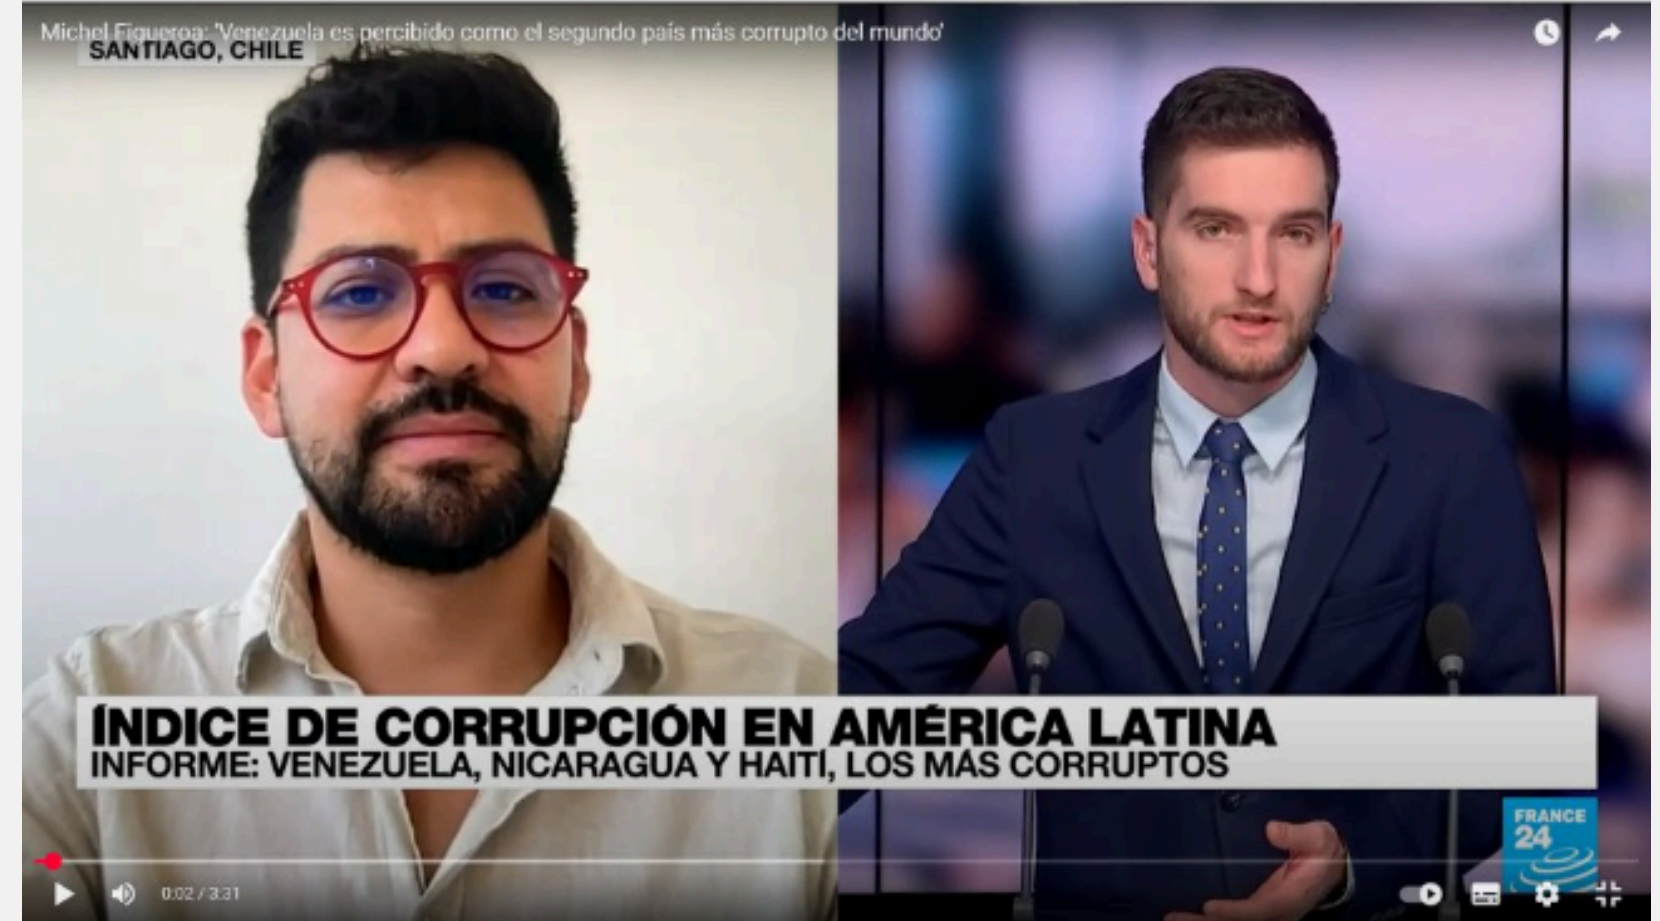 Michel Figueroa: 'Venezuela es percibido como el segundo país más corrupto del mundo'
SANTIAGO, CHILE
ÍNDICE DE CORRUPCIÓN EN AMÉRICA LATINA
INFORME: VENEZUELA, NICARAGUA Y HAITÍ, LOS MÁS CORRUPTOS
FRANCE
24
0:02 / 3:31